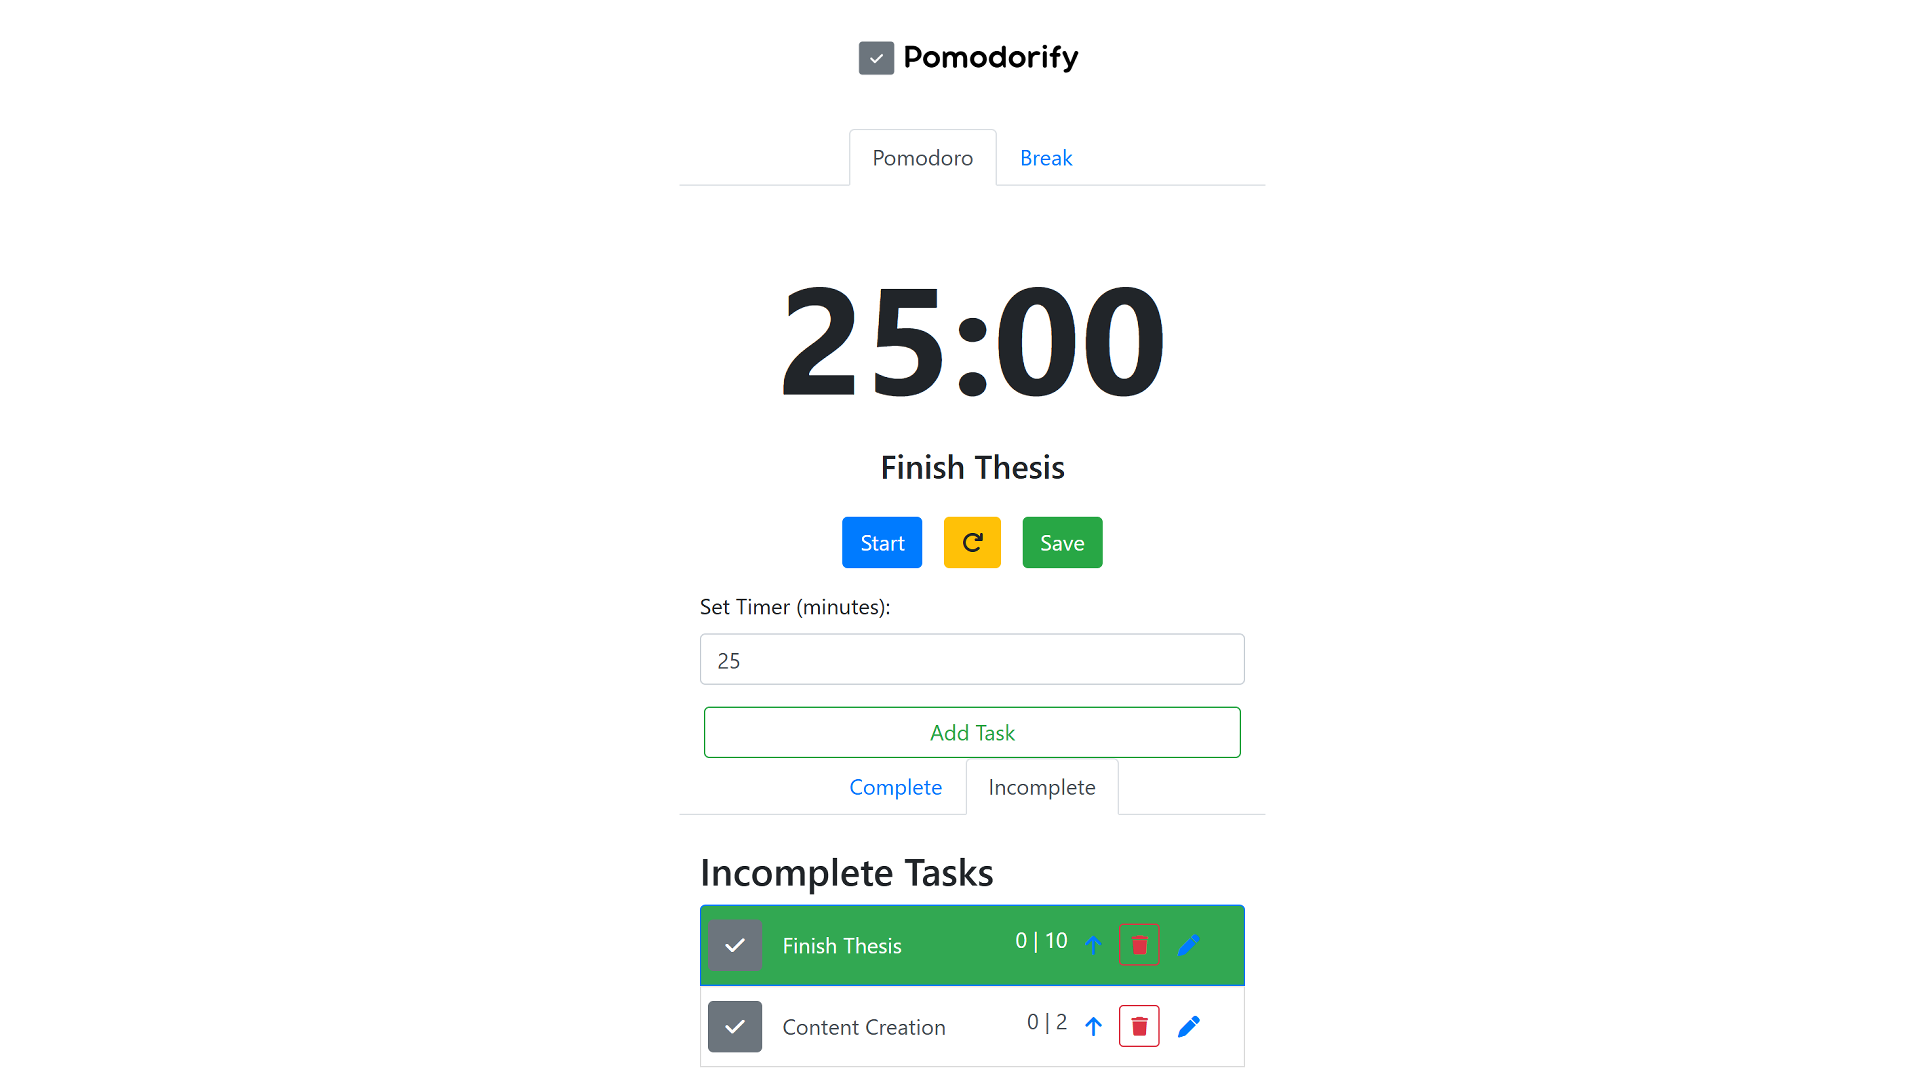 Pomodorify
Pomodoro Break
25:00
Finish Thesis
Start Save
Set Timer (minutes):
25
Add Task
Complete Incomplete
Incomplete Tasks
Finish Thesis 0 | 10
Content Creation 0 | 2